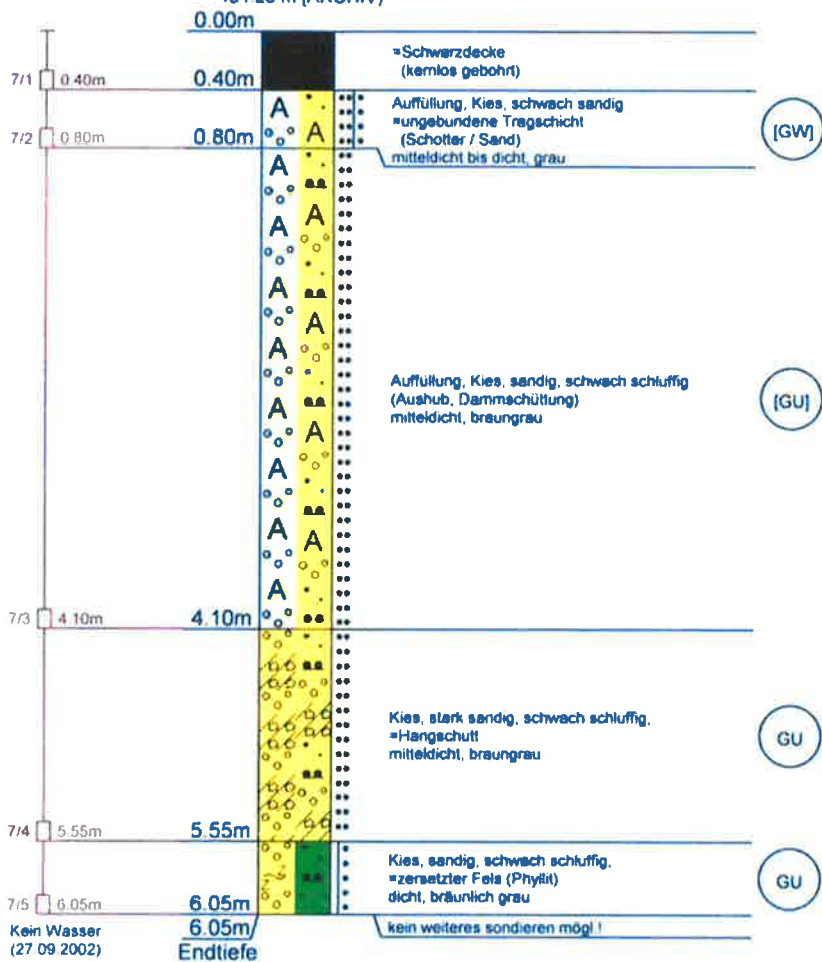 0.00m
=Schwarzdecke
(kernlos gebohrt)
7/1 0.40m 0.40m
A A
Auffüllung, Kies, schwach sandig
=ungebundene Tragschicht
(Schotter / Sand)
mitteldicht bis dicht, grau
[GW]
7/2 0.80m 0.80m
A
A A
A A
A
A A
A
A A
A
Auffüllung, Kies, sandig, schwach schluffig
(Aushub, Dammschüttung)
mitteldicht, braungrau
[GU]
7/3 4.10m 4.10m
Kies, stark sandig, schwach schluffig,
=Hangschutt
mitteldicht, braungrau
GU
7/4 5.55m 5.55m
Kies, sandig, schwach schluffig,
=zersetzter Fels (Phyllit)
dicht, bräunlich grau
GU
7/5 6.05m 6.05m
Kein Wasser
(27.09.2002)
6.05m
Endtiefe
kein weiteres sondieren mögl.!